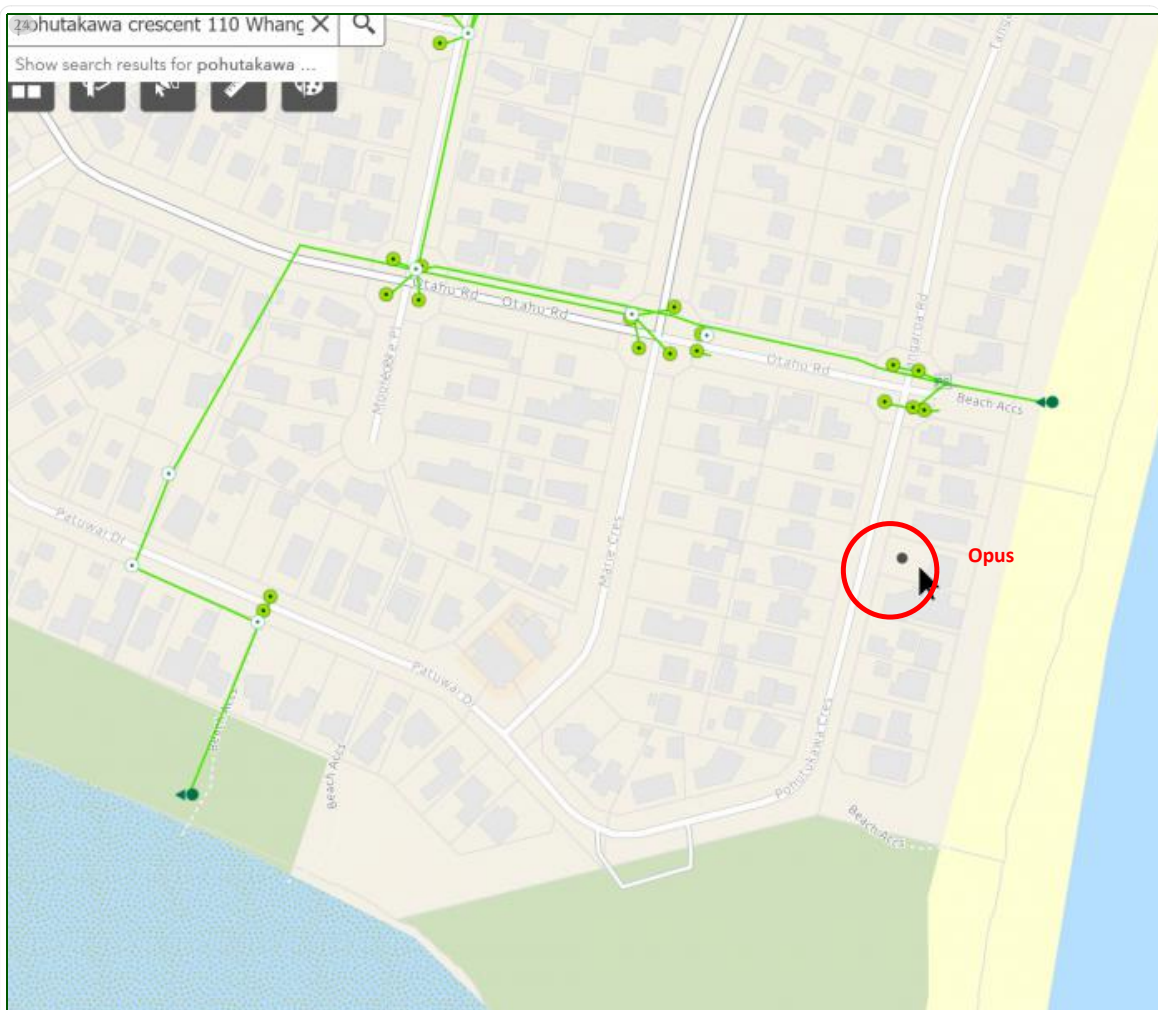 pohutakawa crescent 110 Whang
Show search results for pohutakawa ...
Otahu Rd
Otahu Rd
Otahu Rd
Beach Accs
Marie Cres
Patuwai Dr
Opus
Patuwai Dr
Beach Accs
Beach Accs
Pohutukawa Cres
Beach Accs